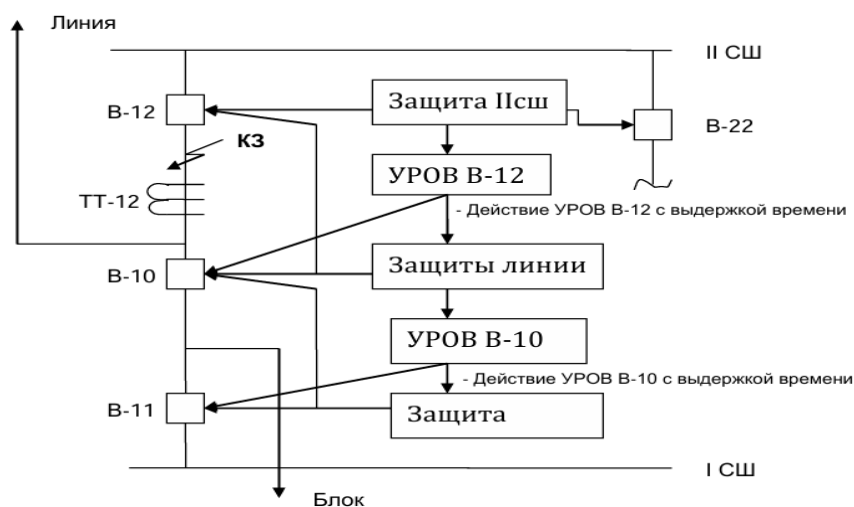 Линия
II СШ
В-12
Защита IIсш
В-22
КЗ
УРОВ В-12
ТТ-12
- Действие УРОВ В-12 с выдержкой времени
В-10
Защиты линии
УРОВ В-10
- Действие УРОВ В-10 с выдержкой времени
В-11
Защита
I СШ
Блок